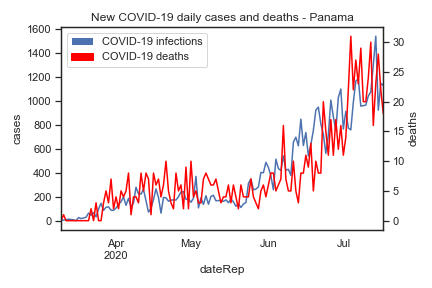 New COVID-19 daily cases and deaths - Panama
COVID-19 infections
COVID-19 deaths
1600
1400
1200
1000
800
600
400
200
0
cases
30
25
20
15
10
5
0
deaths
Apr
2020
May
Jun
Jul
dateRep